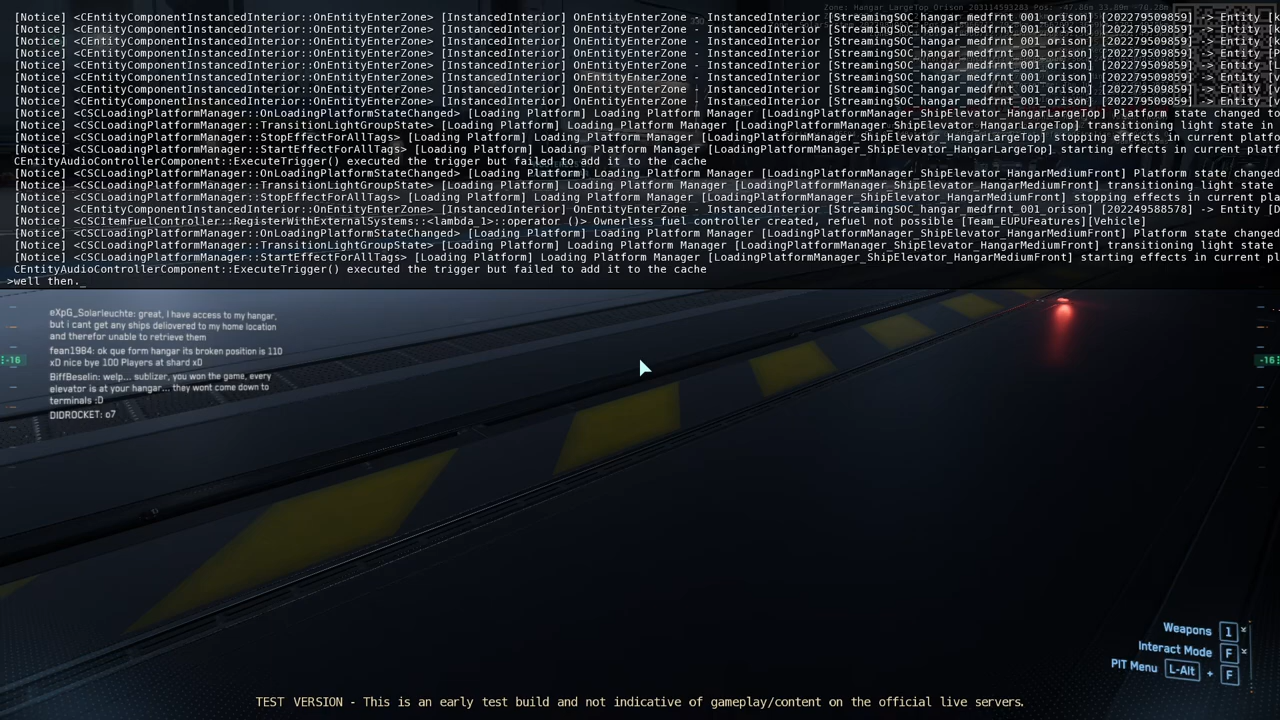 Zone: Hangar_LargeTop_Orison_203114593283 Pos: -47.86m 33.89m -70.28m
[Notice] <CEntityComponentInstancedInterior::OnEntityEnterZone> [InstancedInterior] OnEntityEnterZone - InstancedInterior [StreamingSOC_hangar_medfrnt_001_orison] [202279509859] -> Entity [k
[Notice] <CEntityComponentInstancedInterior::OnEntityEnterZone> [InstancedInterior] OnEntityEnterZone - InstancedInterior [StreamingSOC_hangar_medfrnt_001_orison] [202279509859] -> Entity [k
[Notice] <CEntityComponentInstancedInterior::OnEntityEnterZone> [InstancedInterior] OnEntityEnterZone - InstancedInterior [StreamingSOC_hangar_medfrnt_001_orison] [202279509859] -> Entity [k
[Notice] <CEntityComponentInstancedInterior::OnEntityEnterZone> [InstancedInterior] OnEntityEnterZone - InstancedInterior [StreamingSOC_hangar_medfrnt_001_orison] [202279509859] -> Entity [k
[Notice] <CEntityComponentInstancedInterior::OnEntityEnterZone> [InstancedInterior] OnEntityEnterZone - InstancedInterior [StreamingSOC_hangar_medfrnt_001_orison] [202279509859] -> Entity [L
[Notice] <CEntityComponentInstancedInterior::OnEntityEnterZone> [InstancedInterior] OnEntityEnterZone - InstancedInterior [StreamingSOC_hangar_medfrnt_001_orison] [202279509859] -> Entity [k
[Notice] <CEntityComponentInstancedInterior::OnEntityEnterZone> [InstancedInterior] OnEntityEnterZone - InstancedInterior [StreamingSOC_hangar_medfrnt_001_orison] [202279509859] -> Entity [v
[Notice] <CEntityComponentInstancedInterior::OnEntityEnterZone> [InstancedInterior] OnEntityEnterZone - InstancedInterior [StreamingSOC_hangar_medfrnt_001_orison] [202279509859] -> Entity [k
[Notice] <CSCLoadingPlatformManager::OnLoadingPlatformStateChanged> [Loading Platform] Loading Platform Manager [LoadingPlatformManager_ShipElevator_HangarLargeTop] Platform state changed to
[Notice] <CSCLoadingPlatformManager::TransitionLightGroupState> [Loading Platform] Loading Platform Manager [LoadingPlatformManager_ShipElevator_HangarLargeTop] transitioning light state in
[Notice] <CSCLoadingPlatformManager::StopEffectForAllTags> [Loading Platform] Loading Platform Manager [LoadingPlatformManager_ShipElevator_HangarLargeTop] stopping effects in current platf
[Notice] <CSCLoadingPlatformManager::StartEffectForAllTags> [Loading Platform] Loading Platform Manager [LoadingPlatformManager_ShipElevator_HangarLargeTop] starting effects in current plat
CEntityAudioControllerComponent::ExecuteTrigger() executed the trigger but failed to add it to the cache
[Notice] <CSCLoadingPlatformManager::OnLoadingPlatformStateChanged> [Loading Platform] Loading Platform Manager [LoadingPlatformManager_ShipElevator_HangarMediumFront] Platform state changed
[Notice] <CSCLoadingPlatformManager::TransitionLightGroupState> [Loading Platform] Loading Platform Manager [LoadingPlatformManager_ShipElevator_HangarMediumFront] transitioning light state
[Notice] <CSCLoadingPlatformManager::StopEffectForAllTags> [Loading Platform] Loading Platform Manager [LoadingPlatformManager_ShipElevator_HangarMediumFront] stopping effects in current pla
[Notice] <CEntityComponentInstancedInterior::OnEntityEnterZone> [InstancedInterior] OnEntityEnterZone - InstancedInterior [StreamingSOC_hangar_medfrnt_001_orison] [202249588578] -> Entity [D
[Notice] <CSCItemFuelController::RegisterWithExternalSystems::<lambda_1>::operator ()> Ownerless fuel controller created, refuel not possible [Team_EUPUFeatures][Vehicle]
[Notice] <CSCLoadingPlatformManager::OnLoadingPlatformStateChanged> [Loading Platform] Loading Platform Manager [LoadingPlatformManager_ShipElevator_HangarMediumFront] Platform state changed
[Notice] <CSCLoadingPlatformManager::TransitionLightGroupState> [Loading Platform] Loading Platform Manager [LoadingPlatformManager_ShipElevator_HangarMediumFront] transitioning light state
[Notice] <CSCLoadingPlatformManager::StartEffectForAllTags> [Loading Platform] Loading Platform Manager [LoadingPlatformManager_ShipElevator_HangarMediumFront] starting effects in current pl
CEntityAudioControllerComponent::ExecuteTrigger() executed the trigger but failed to add it to the cache
>well then._
eXpG_Solarleuchte: great, I have access to my hangar,
but i cant get any ships deliovered to my home location
and therefor unable to retrieve them
fean1984: ok que form hangar its broken position is 110
xD nice bye 100 Players at shard xD
BiffBeselin: welp... sublizer, you won the game, every
elevator is at your hangar... they wont come down to
terminals :D
DIDROCKET: o7
-16
-16
Weapons 1
Interact Mode F
PIT Menu L-Alt + F
TEST VERSION - This is an early test build and not indicative of gameplay/content on the official live servers.